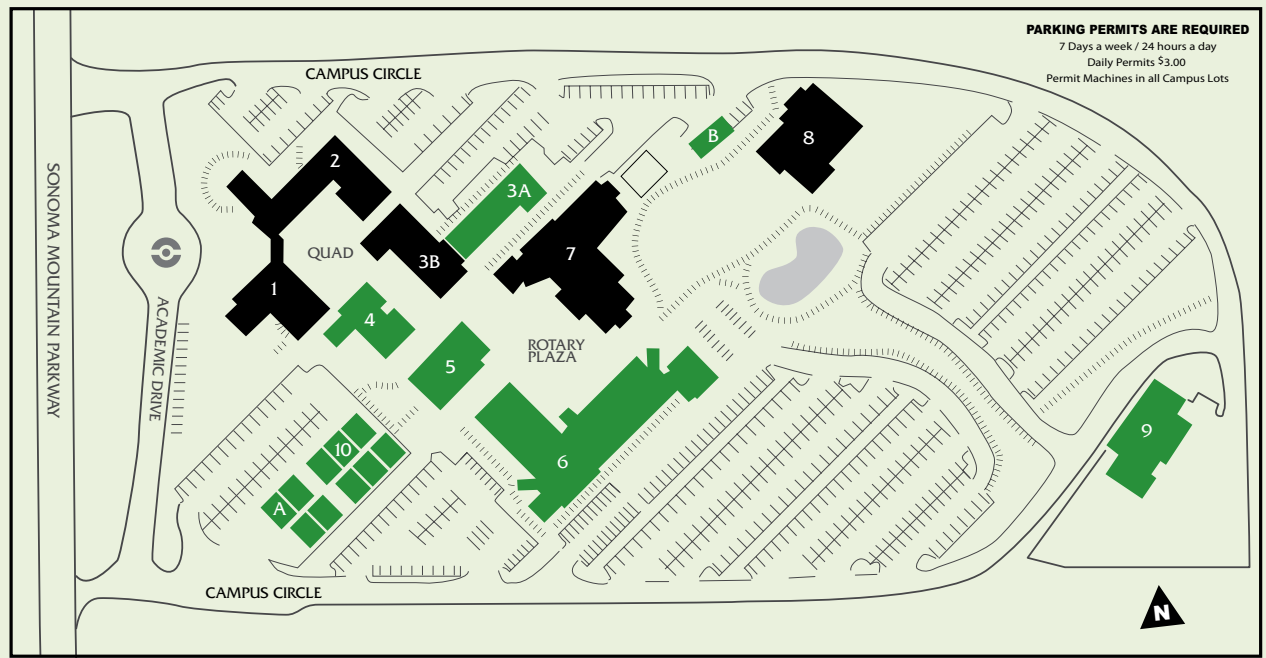 PARKING PERMITS ARE REQUIRED
7 Days a week / 24 hours a day
Daily Permits $3.00
Permit Machines in all Campus Lots
CAMPUS CIRCLE
B
8
2
3A
SONOMA MOUNTAIN PARKWAY
QUAD
3B
7
1
ACADEMIC DRIVE
4
ROTARY
PLAZA
5
9
10
6
A
CAMPUS CIRCLE
N